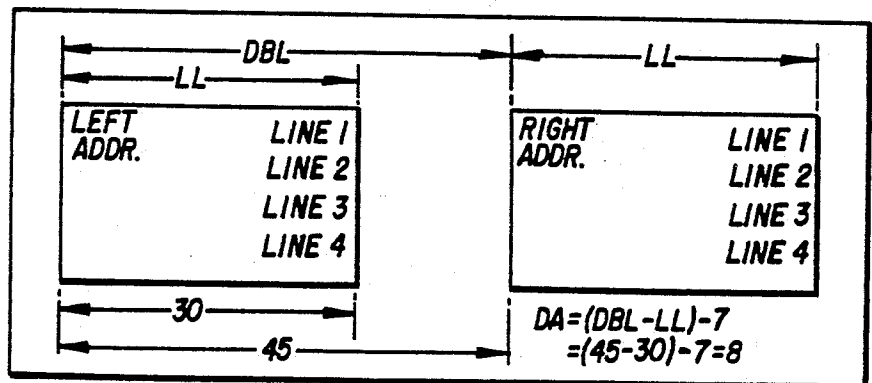 DBL
LL
LL
LEFT
ADDR.
LINE 1
LINE 2
LINE 3
LINE 4
RIGHT
ADDR.
LINE 1
LINE 2
LINE 3
LINE 4
30
45
DA=(DBL-LL)-7
=(45-30)-7=8